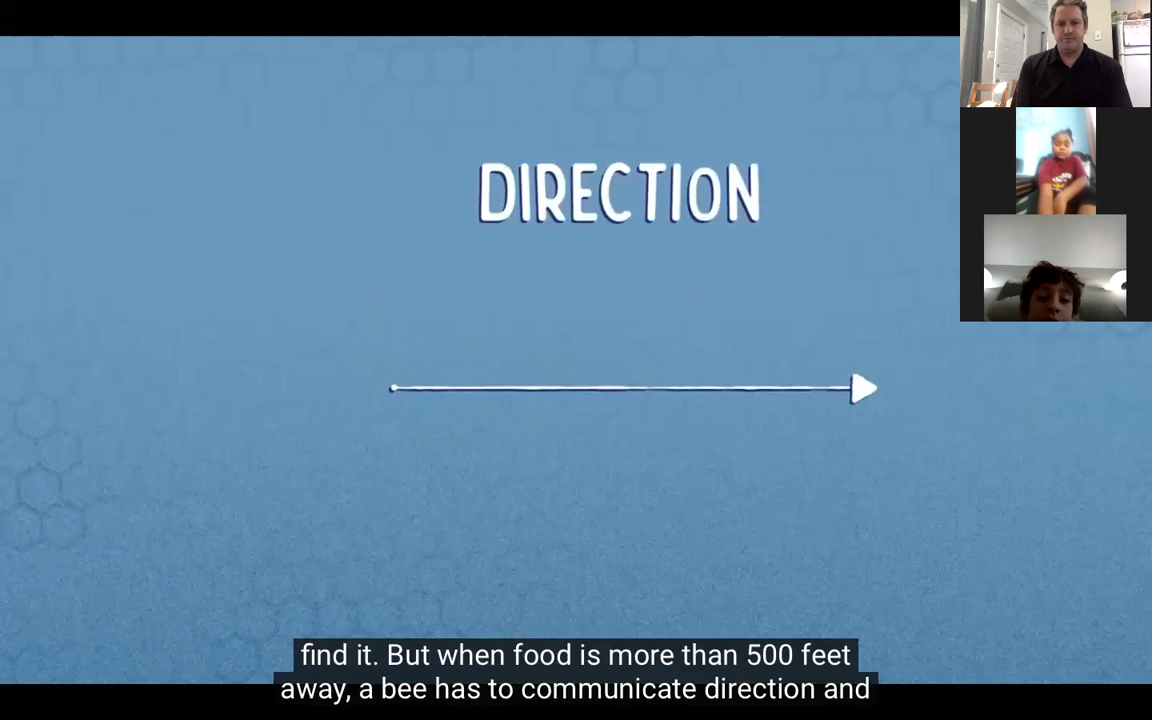 DIRECTION
find it. But when food is more than 500 feet
away, a bee has to communicate direction and